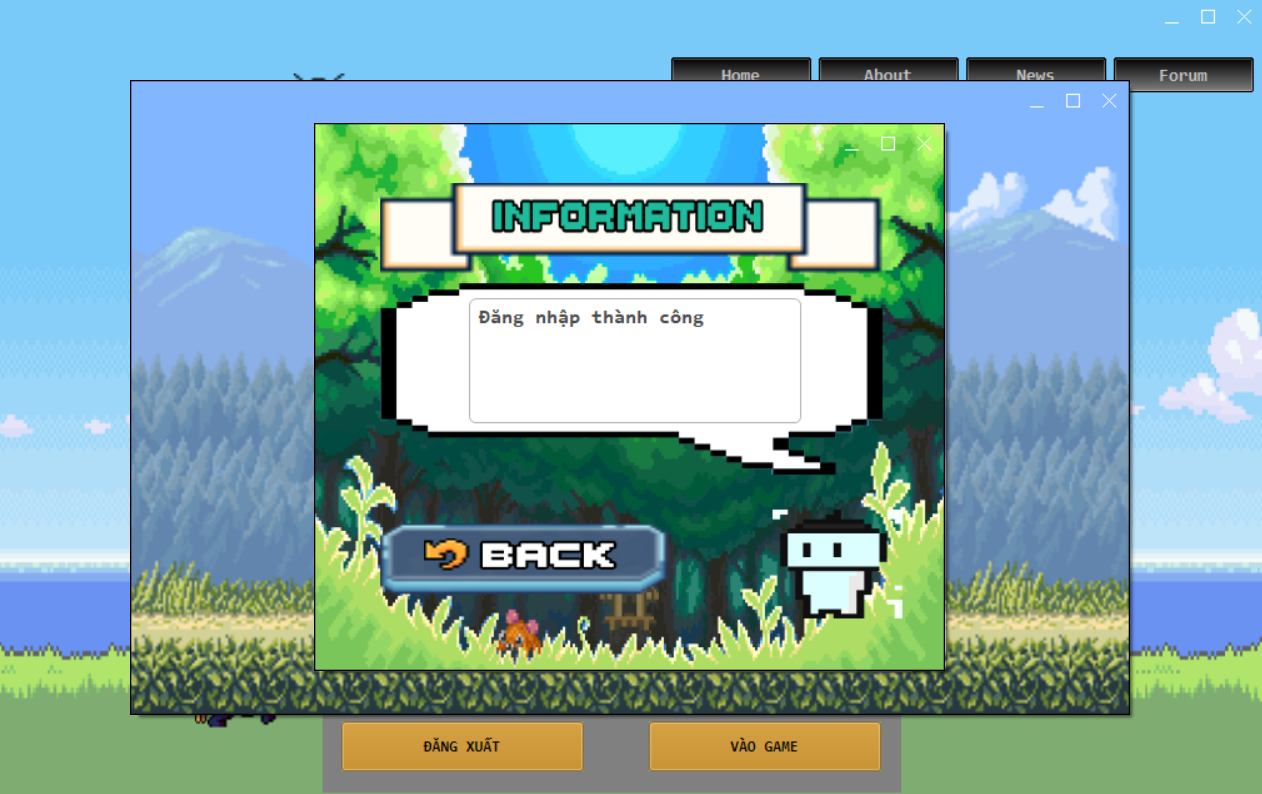 Home
About
News
Forum
INFORMATION
Đăng nhập thành công
BACK
ĐĂNG XUẤT
VÀO GAME